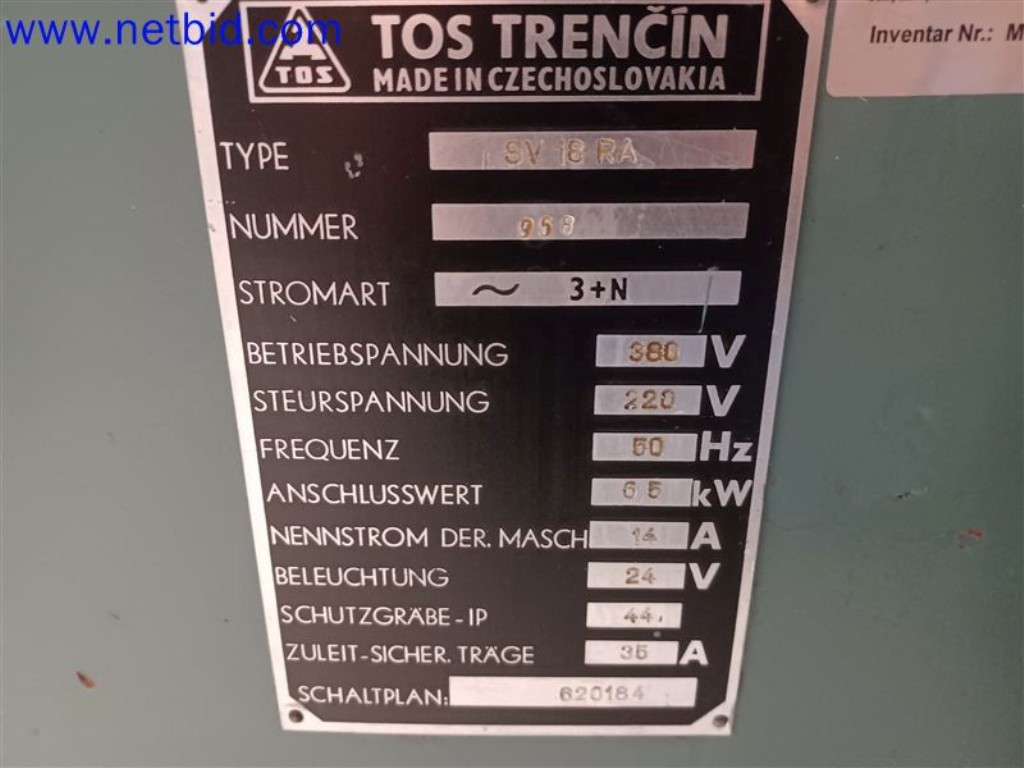 www.netbid.com
TOS
TOS TRENČÍN
MADE IN CZECHOSLOVAKIA
Inventar Nr.: M
TYPE SV 18 RA
NUMMER 958
STROMART ~ 3+N
BETRIEBSPANNUNG 380 V
STEURSPANNUNG 220 V
FREQUENZ 50 Hz
ANSCHLUSSWERT 6 5 kW
NENNSTROM DER. MASCH 14 A
BELEUCHTUNG 24 V
SCHUTZGRÄBE-IP 44
ZULEIT-SICHER. TRÄGE 35 A
SCHALTPLAN: 620184